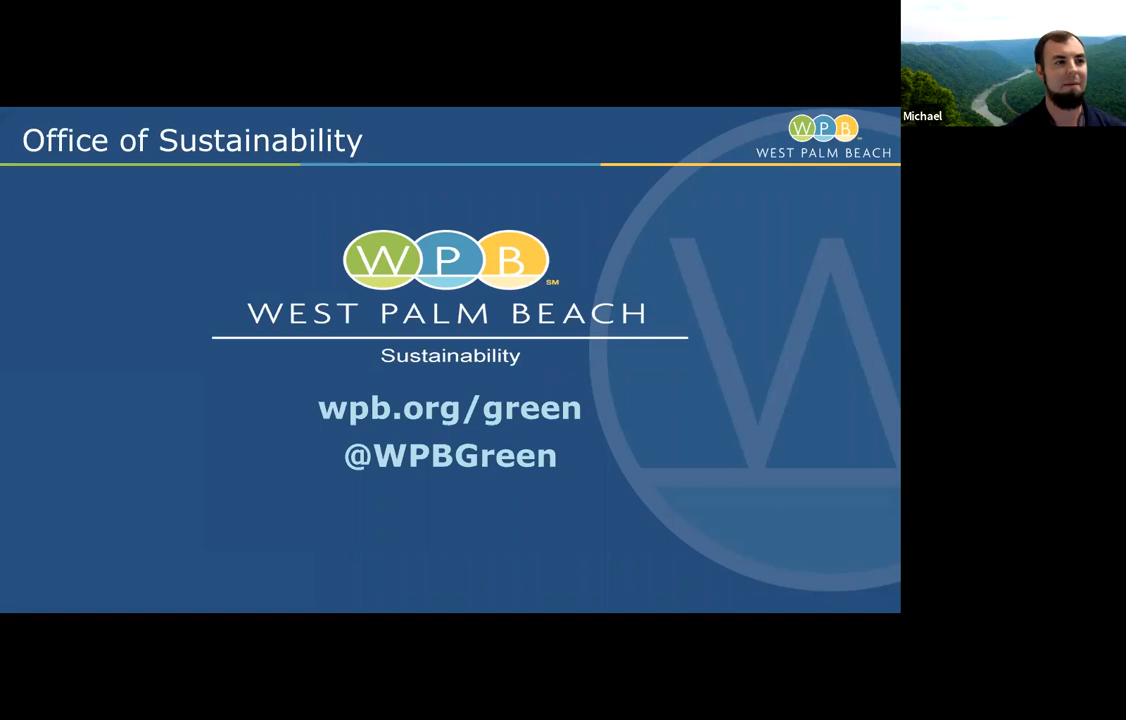 Office of Sustainability
WPB
WEST PALM BEACH
Michael
WPB SM
WEST PALM BEACH
Sustainability
wpb.org/green
@WPBGreen
W